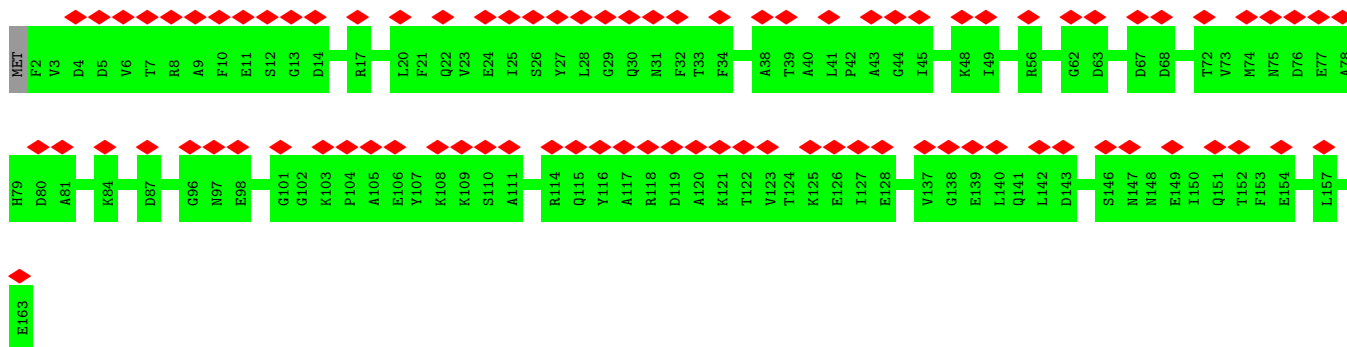 MET F2 V3 D4 D5 V6 T7 R8 A9 F10 E11 S12 G13 D14 R17 L20 F21 Q22 V23 E24 I25 S26 Y27 L28 G29 Q30 N31 F32 T33 F34 A38 T39 A40 L41 P42 A43 G44 I45 K48 I49 R56 G62 D63 D67 D68 T72 V73 M74 N75 D76 E77 A78
H79 D80 A81 K84 D87 G96 N97 E98 G101 G102 K103 P104 A105 E106 Y107 K108 K109 S110 A111 R114 Q115 Y116 A117 R118 D119 A120 K121 T122 V123 T124 K125 E126 I127 E128 V137 G138 E139 L140 Q141 L142 D143 S146 N147 N148 E149 I150 Q151 T152 F153 E154 L157
E163